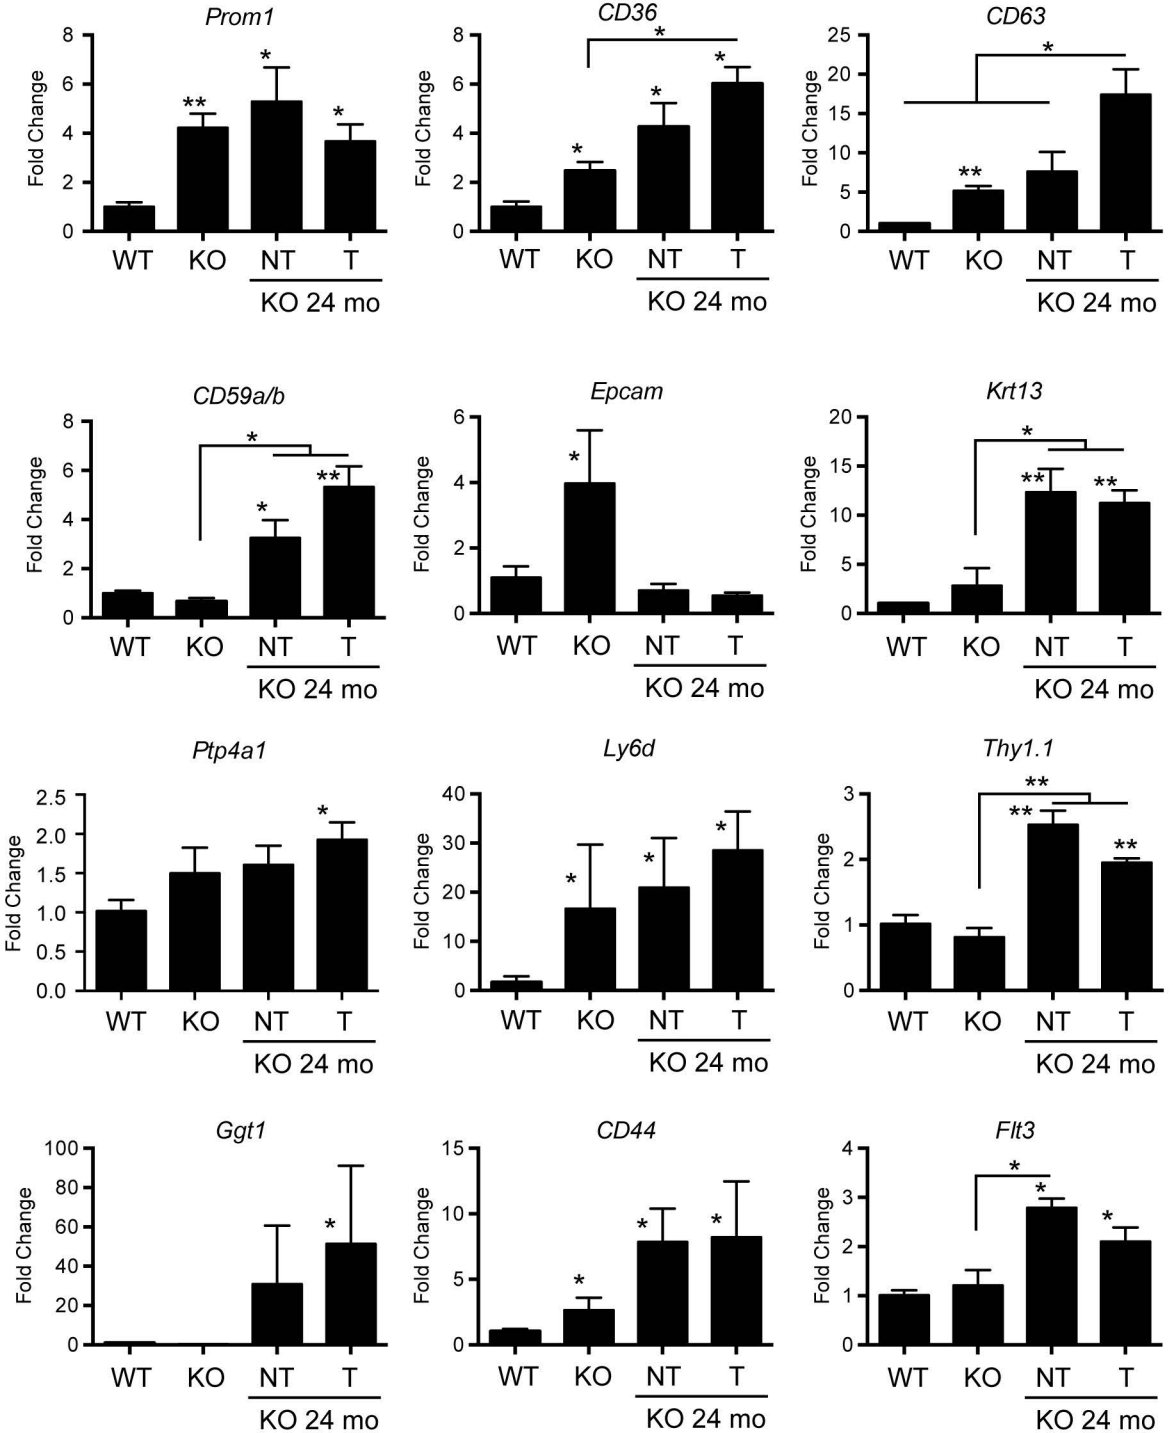 Prom1
Fold Change
8
6
4
2
0
**
*
*
WT KO NT T
KO 24 mo
CD36
Fold Change
8
6
4
2
0
*
*
*
*
WT KO NT T
KO 24 mo
CD63
Fold Change
25
20
15
10
5
0
*
**
WT KO NT T
KO 24 mo
CD59a/b
Fold Change
8
6
4
2
0
*
*
**
WT KO NT T
KO 24 mo
Epcam
Fold Change
6
4
2
0
*
WT KO NT T
KO 24 mo
Krt13
Fold Change
20
15
10
5
0
*
**
**
WT KO NT T
KO 24 mo
Ptp4a1
Fold Change
2.5
2.0
1.5
1.0
0.5
0.0
*
WT KO NT T
KO 24 mo
Ly6d
Fold Change
40
30
20
10
0
*
*
*
WT KO NT T
KO 24 mo
Thy1.1
Fold Change
3
2
1
0
**
**
**
WT KO NT T
KO 24 mo
Ggt1
Fold Change
100
80
60
40
20
0
*
WT KO NT T
KO 24 mo
CD44
Fold Change
15
10
5
0
*
*
*
WT KO NT T
KO 24 mo
Flt3
Fold Change
4
3
2
1
0
*
*
*
WT KO NT T
KO 24 mo